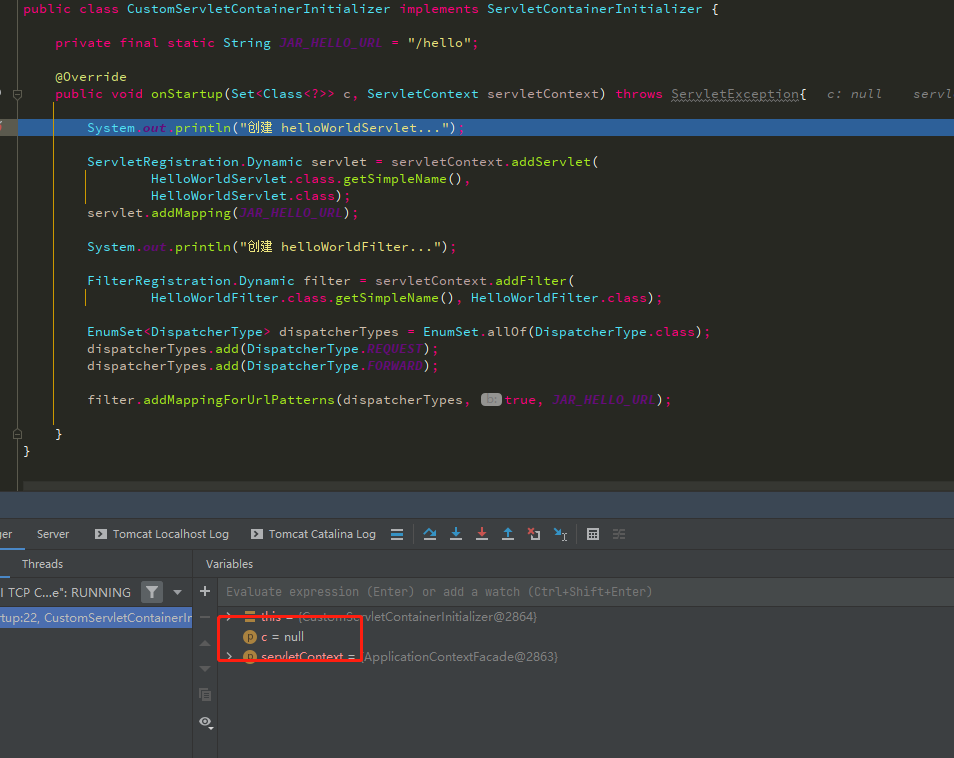 public class CustomServletContainerInitializer implements ServletContainerInitializer {
private final static String JAR_HELLO_URL = "/hello";
@Override
public void onStartup(Set<Class<?>> c, ServletContext servletContext) throws ServletException{ c: null servl
System.out.println("创建 helloWorldServlet...");
ServletRegistration.Dynamic servlet = servletContext.addServlet(
HelloWorldServlet.class.getSimpleName(),
HelloWorldServlet.class);
servlet.addMapping(JAR_HELLO_URL);
System.out.println("创建 helloWorldFilter...");
FilterRegistration.Dynamic filter = servletContext.addFilter(
HelloWorldFilter.class.getSimpleName(), HelloWorldFilter.class);
EnumSet<DispatcherType> dispatcherTypes = EnumSet.allOf(DispatcherType.class);
dispatcherTypes.add(DispatcherType.REQUEST);
dispatcherTypes.add(DispatcherType.FORWARD);
filter.addMappingForUrlPatterns(dispatcherTypes, b: true, JAR_HELLO_URL);
}
}
ger Server Tomcat Localhost Log Tomcat Catalina Log
Threads Variables
I TCP C...e": RUNNING Evaluate expression (Enter) or add a watch (Ctrl+Shift+Enter)
rtup:22, CustomServletContainerIn this = {CustomServletContainerInitializer@2864}
p c = null
p servletContext = {ApplicationContextFacade@2863}